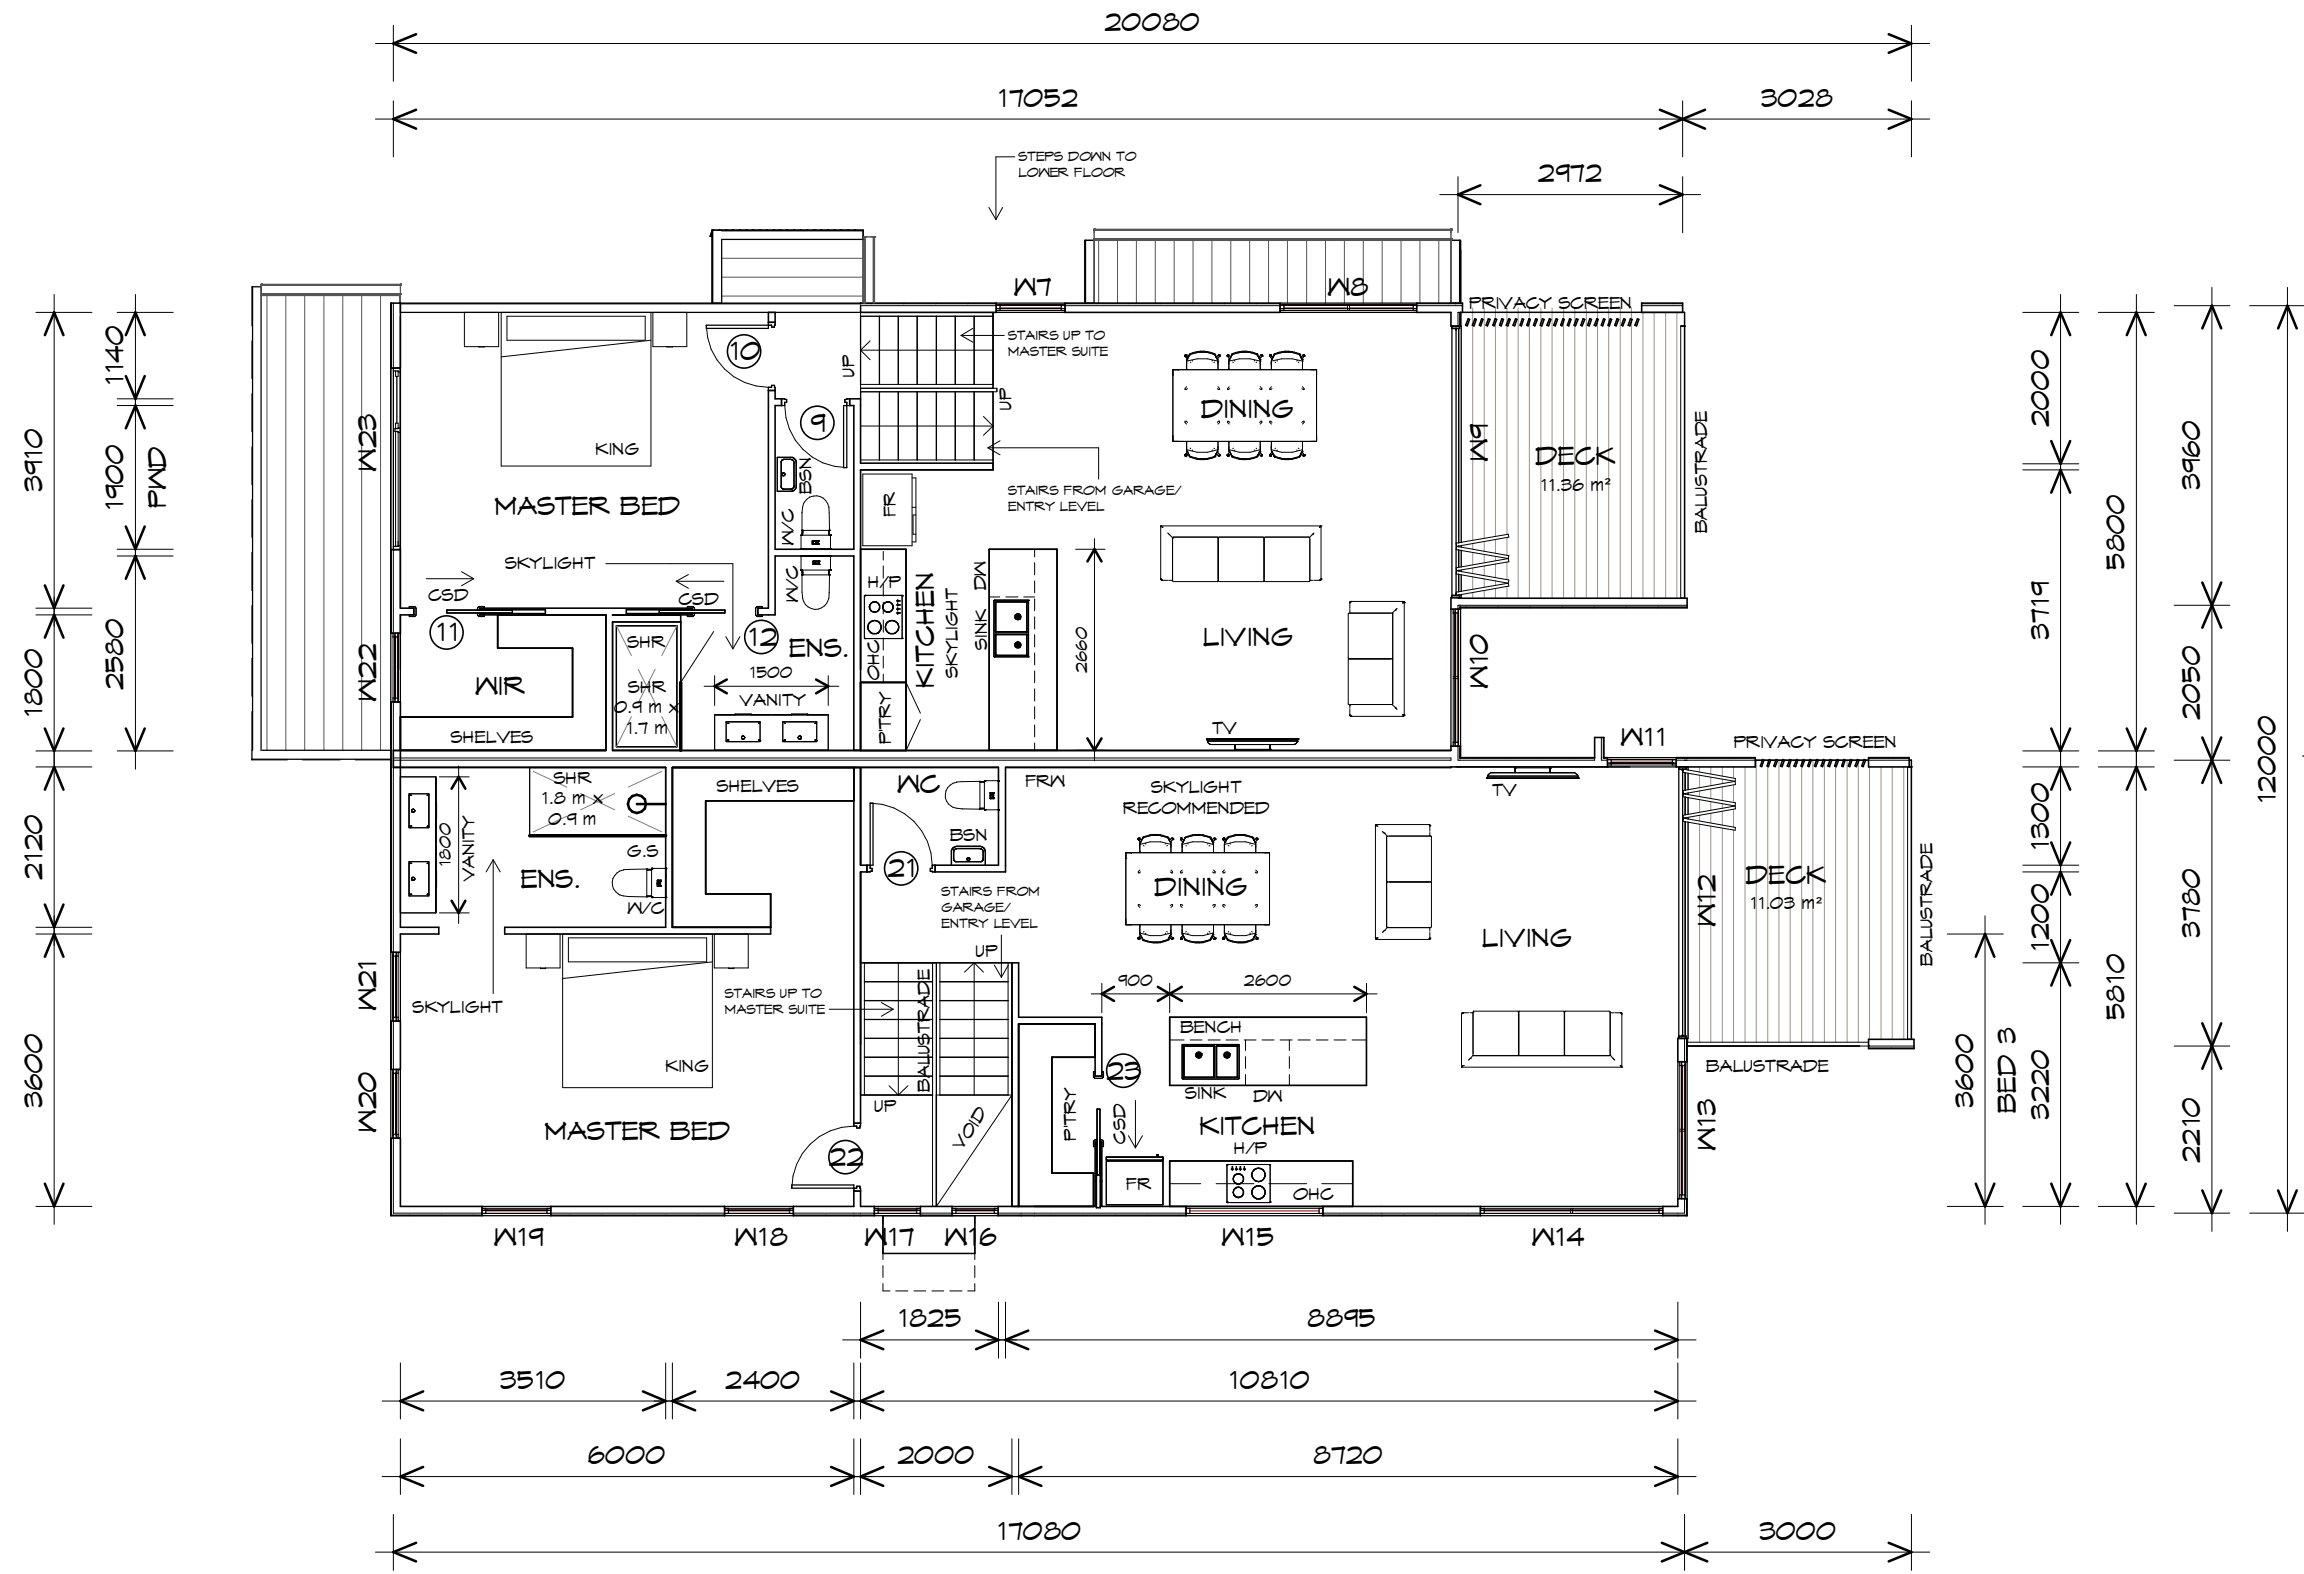 20080
17052
3028
STEPS DOWN TO
LOWER FLOOR
2972
W7
W8
PRIVACY SCREEN
STAIRS UP TO
MASTER SUITE
10
UP
UP
1140
3910
1900
PWD
2580
1800
W23
W22
KING
MASTER BED
9
BSN
W/C
FR
STAIRS FROM GARAGE/
ENTRY LEVEL
DINING
W9
DECK
11.36 m²
BALUSTRADE
2000
3719
5800
3960
2050
12000
SKYLIGHT
CSD
CSD
11
12
W/C
ENS.
H/P
OHC
KITCHEN
SKYLIGHT
SINK
DW
2660
LIVING
W10
WIR
SHELVES
SHR
SHR
0.9 m x
1.7 m
1500
VANITY
P'TRY
TV
W11
PRIVACY SCREEN
SHR
1.8 m x
0.9 m
SHELVES
WC
FRW
SKYLIGHT
RECOMMENDED
TV
2120
3600
1800
VANITY
G.S
ENS.
W/C
BSN
21
STAIRS FROM
GARAGE/
ENTRY LEVEL
DINING
LIVING
W12
DECK
11.03 m²
BALUSTRADE
1300
1200
3220
3600
BED 3
5810
3780
2210
W21
W20
SKYLIGHT
STAIRS UP TO
MASTER SUITE
BALUSTRADE
UP
UP
900
2600
BENCH
SINK
DW
23
KING
MASTER BED
22
VOID
P'TRY
CSD
FR
KITCHEN
H/P
OHC
BALUSTRADE
W13
W19
W18
W17
W16
W15
W14
1825
8895
3510
2400
10810
6000
2000
8720
17080
3000